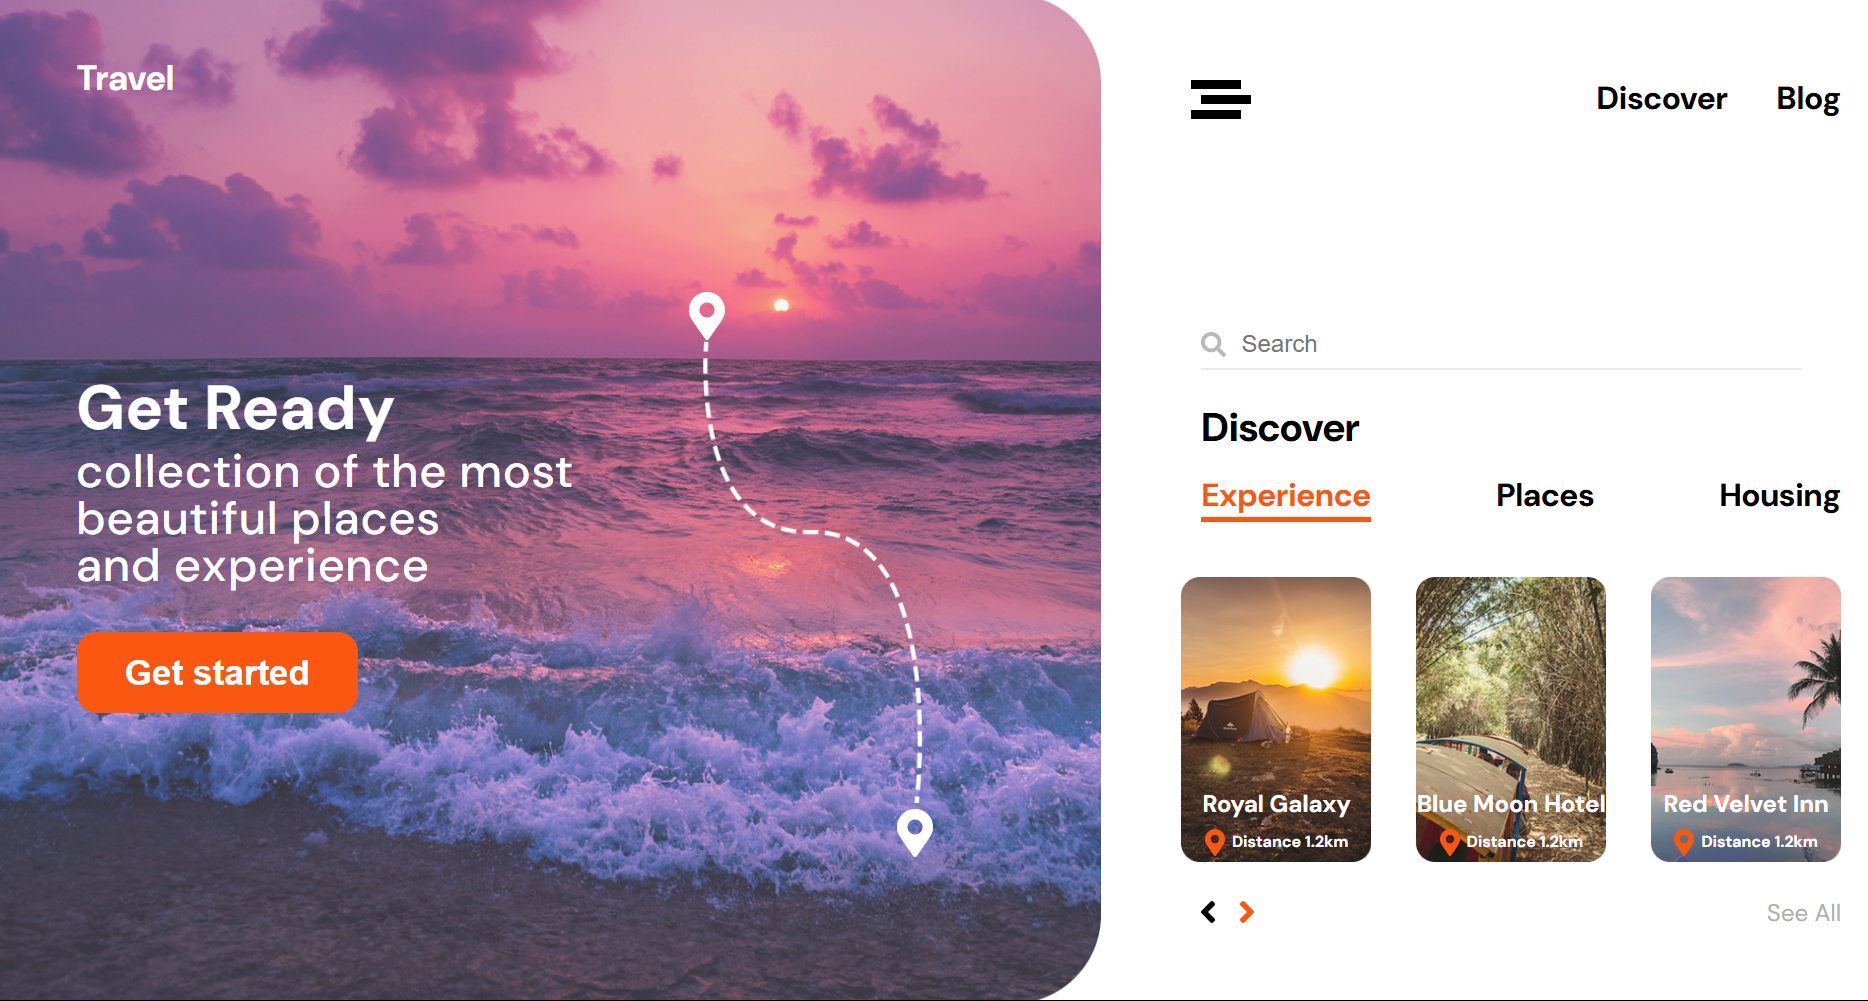 Travel
Discover
Blog
Search
Get Ready
collection of the most
beautiful places
and experience
Get started
Discover
Experience
Places
Housing
Royal Galaxy
Distance 1.2km
Blue Moon Hotel
Distance 1.2km
Red Velvet Inn
Distance 1.2km
See All